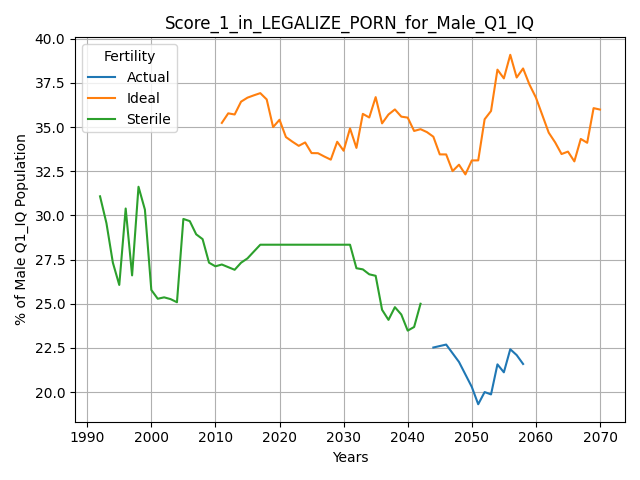 Score_1_in_LEGALIZE_PORN_for_Male_Q1_IQ
% of Male Q1_IQ Population
40.0
37.5
35.0
32.5
30.0
27.5
25.0
22.5
20.0
Fertility
Actual
Ideal
Sterile
1990 2000 2010 2020 2030 2040 2050 2060 2070
Years